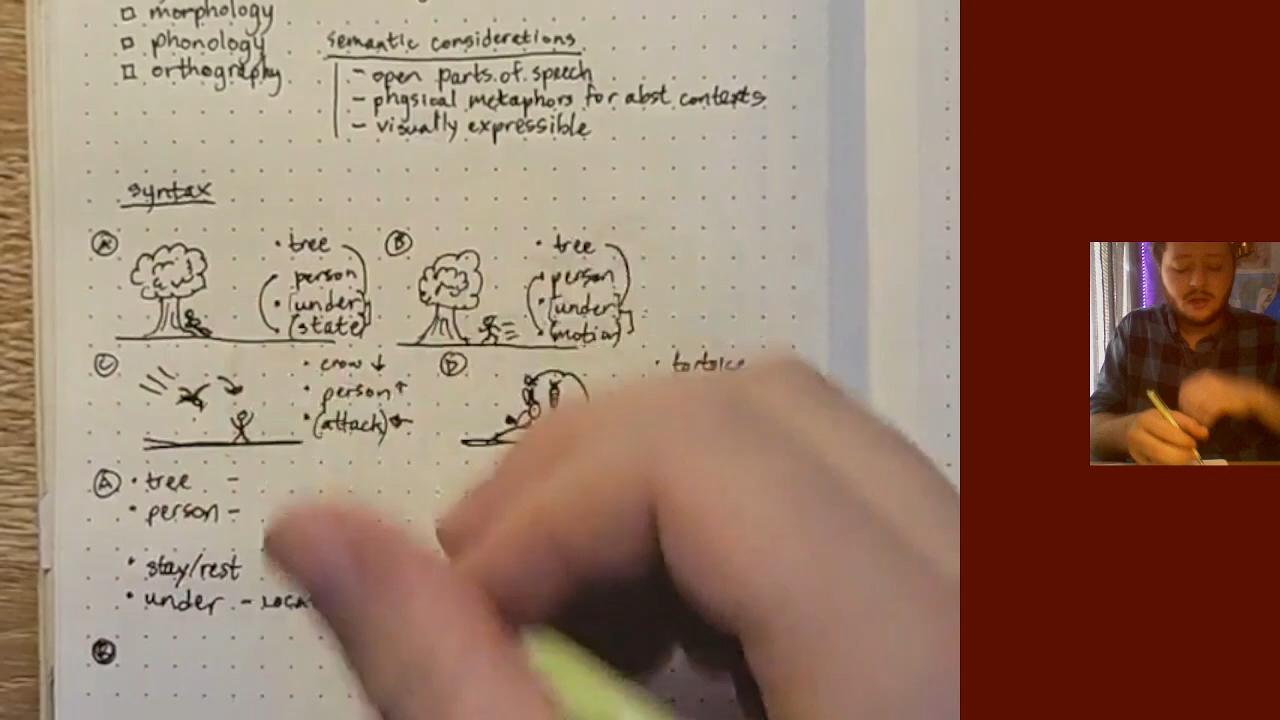 □ morphology
□ phonology
□ orthography
semantic considerations
- open parts of speech
- physical metaphors for abst. contexts
- visually expressible
syntax
Ⓐ
• tree
person
• (under)
(state)
Ⓑ
• tree
• person
• (under)
• (motion)
Ⓒ
• crow ↓
• person ↑
• (attack)
Ⓓ
• tortoise
Ⓐ • tree -
• person -
• stay/rest
• under -